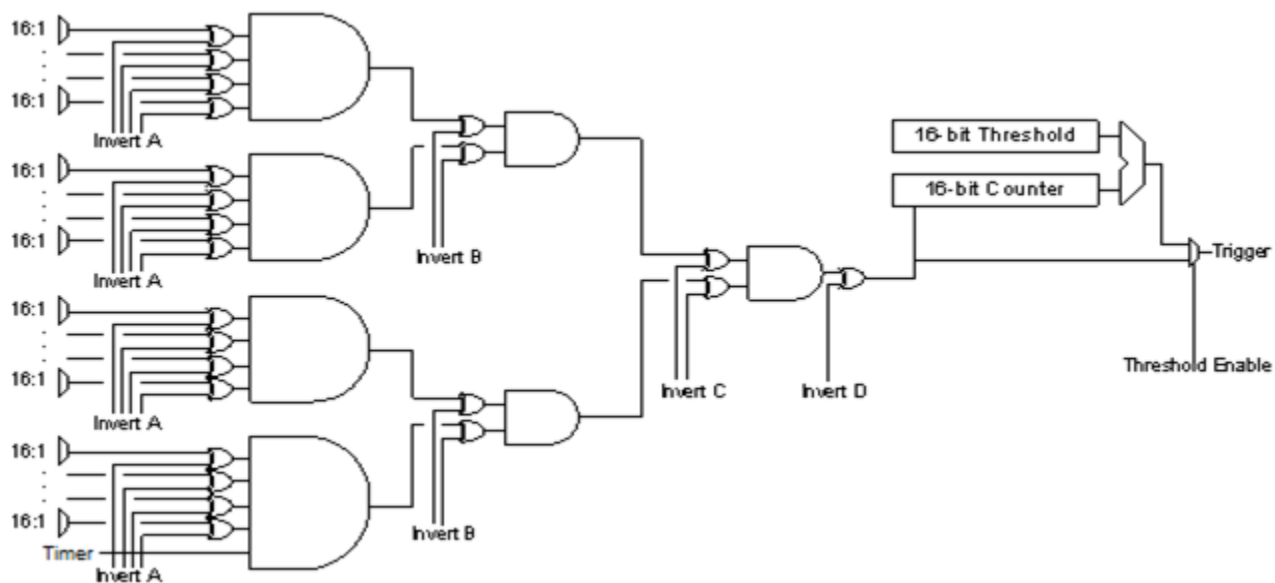 16:1
16:1
Invert A
16:1
16:1
Invert A
Invert B
16-bit Threshold
16-bit Counter
Trigger
Threshold Enable
Invert C
Invert D
16:1
16:1
Invert A
16:1
16:1
Timer
Invert A
Invert B